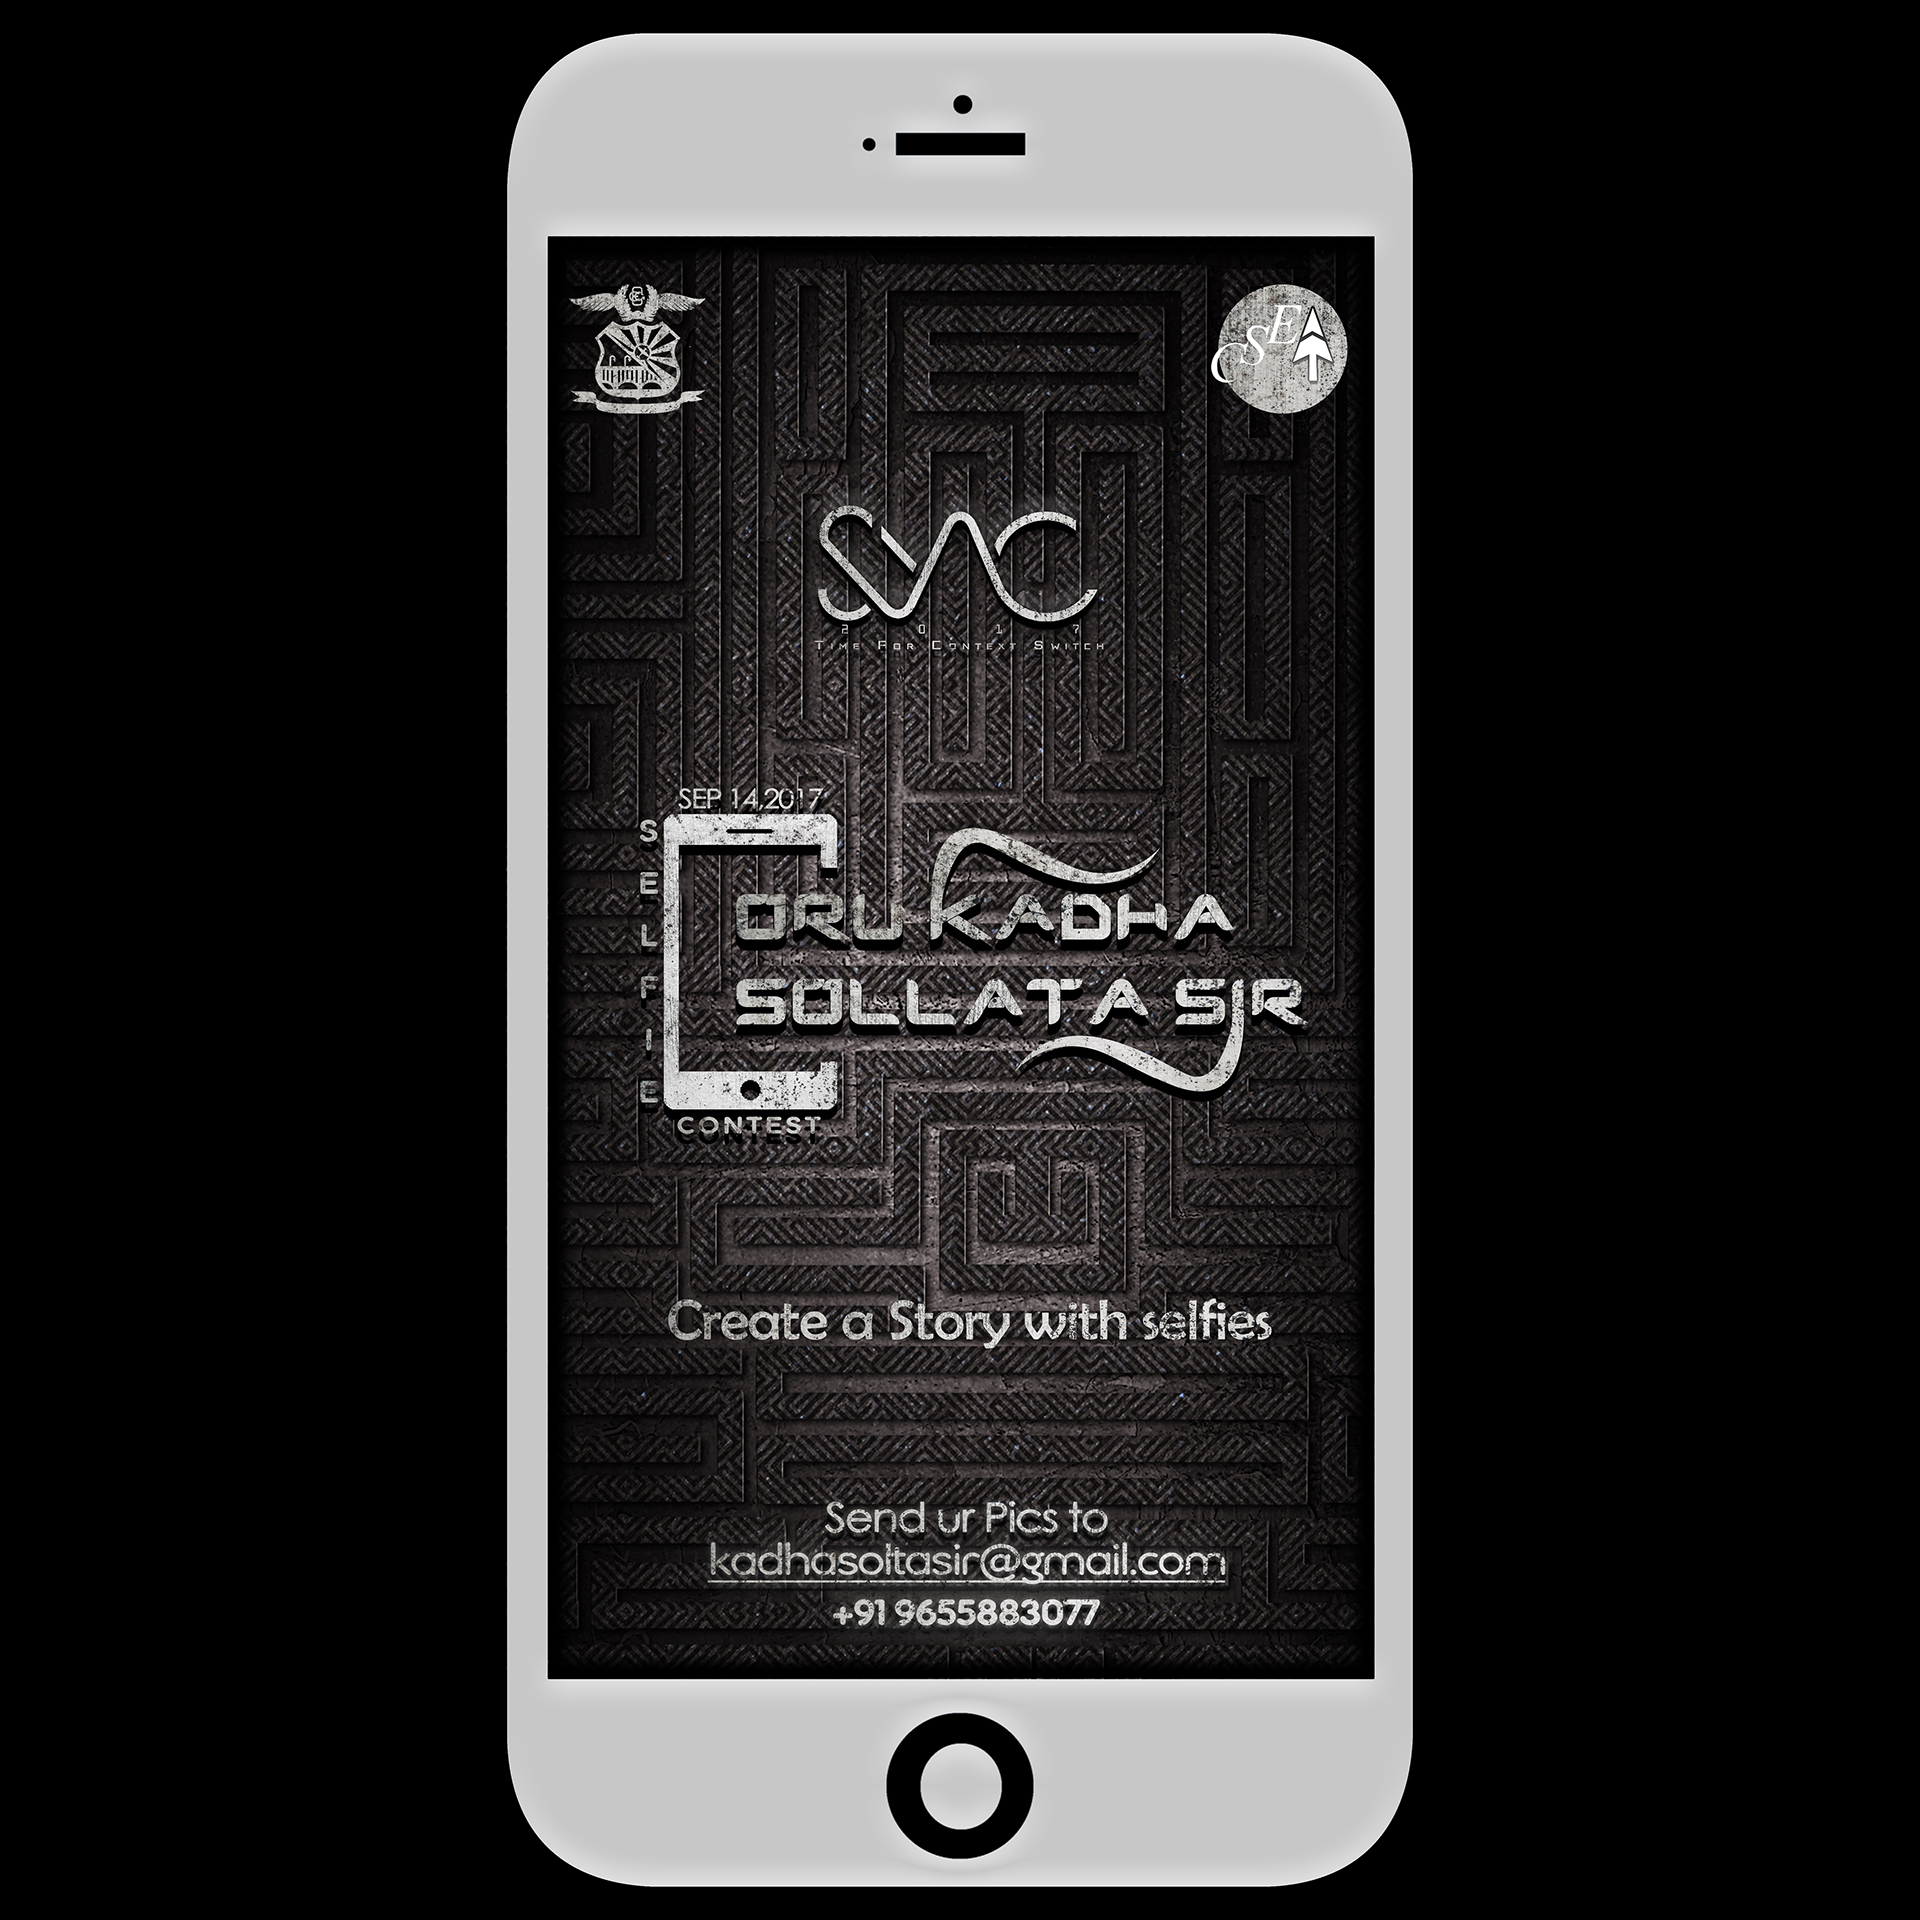 CSEA
SYNC
2017
Time For Context Switch
SEP 14,2017
SELFIE
ORU KADHA
SOLLATA SIR
CONTEST
Create a Story with selfies
Send ur Pics to
kadhasoltasir@gmail.com
+91 9655883077